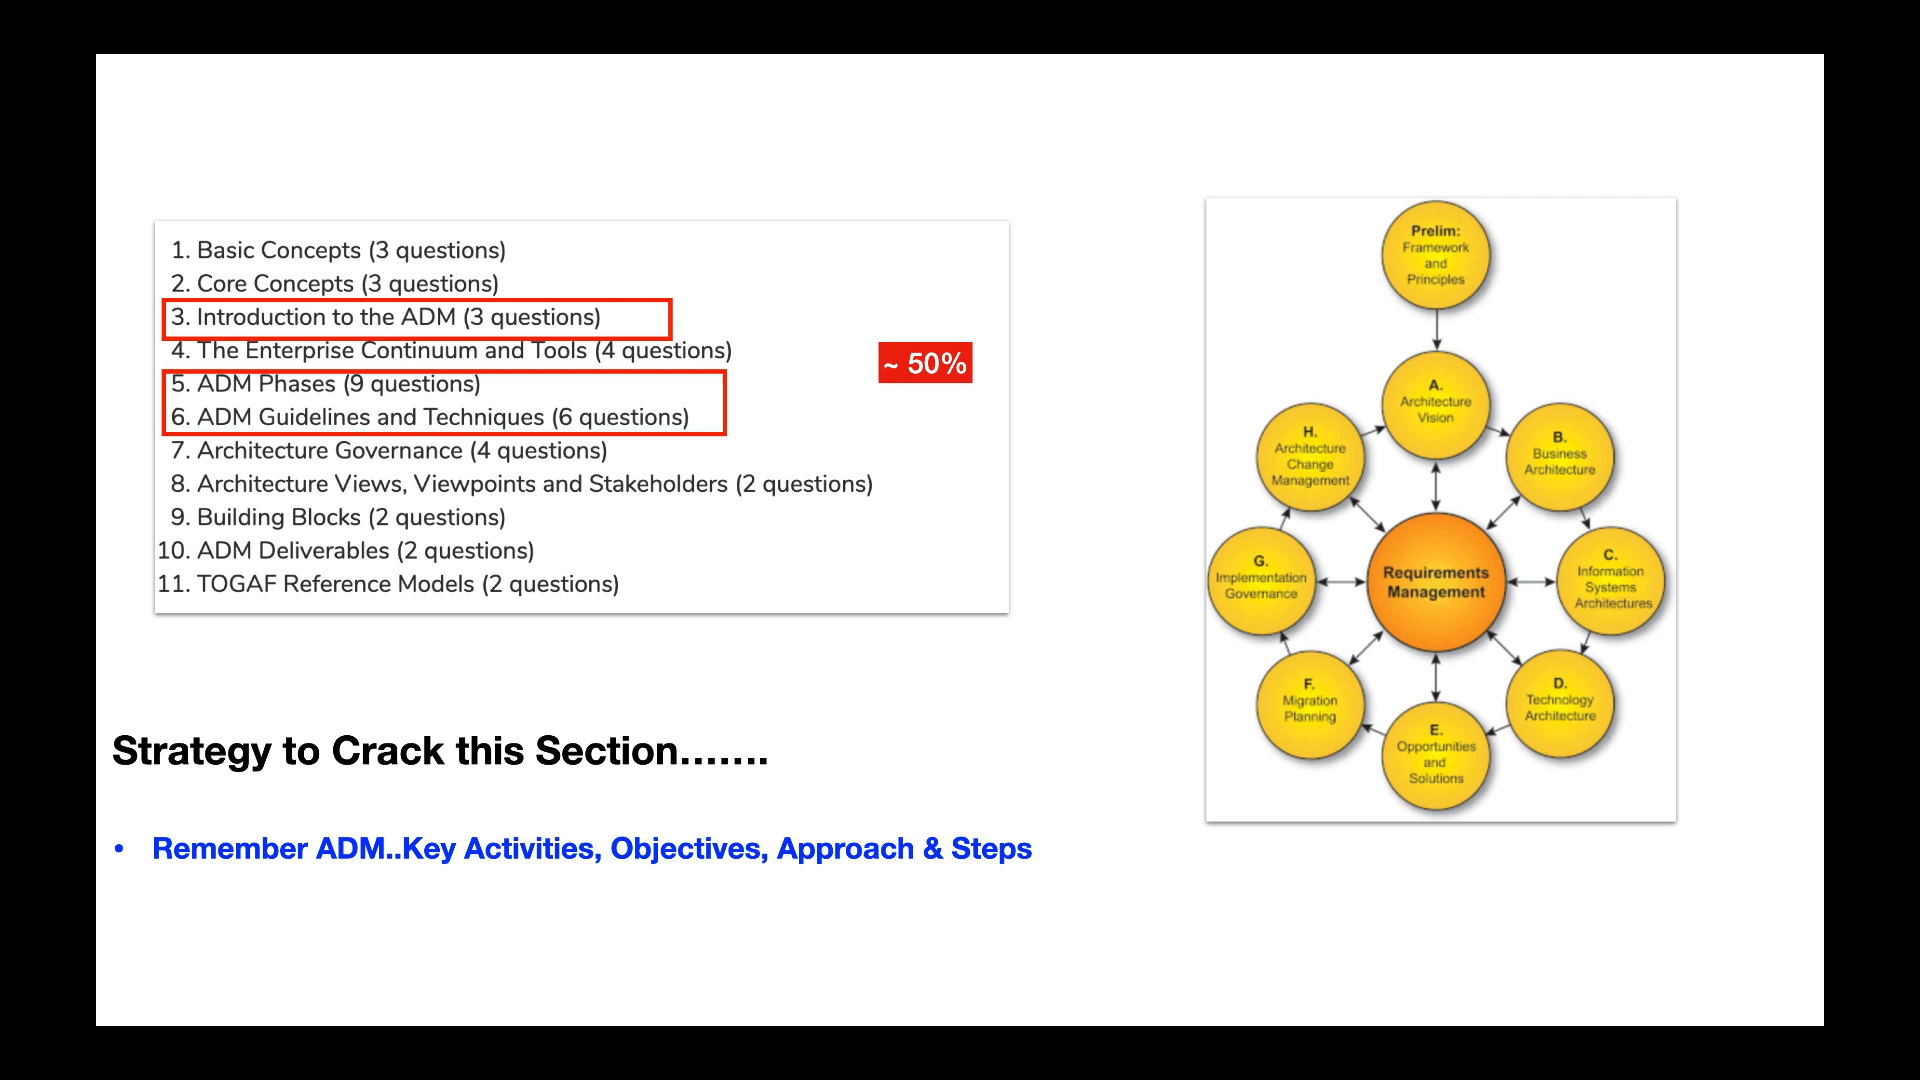 1. Basic Concepts (3 questions)
2. Core Concepts (3 questions)
3. Introduction to the ADM (3 questions)
4. The Enterprise Continuum and Tools (4 questions)
5. ADM Phases (9 questions)
6. ADM Guidelines and Techniques (6 questions)
7. Architecture Governance (4 questions)
8. Architecture Views, Viewpoints and Stakeholders (2 questions)
9. Building Blocks (2 questions)
10. ADM Deliverables (2 questions)
11. TOGAF Reference Models (2 questions)
~ 50%
Prelim:
Framework
and
Principles
A.
Architecture
Vision
B.
Business
Architecture
C.
Information
Systems
Architectures
D.
Technology
Architecture
E.
Opportunities
and
Solutions
F.
Migration
Planning
G.
Implementation
Governance
H.
Architecture
Change
Management
Requirements
Management
Strategy to Crack this Section.......
• Remember ADM..Key Activities, Objectives, Approach & Steps